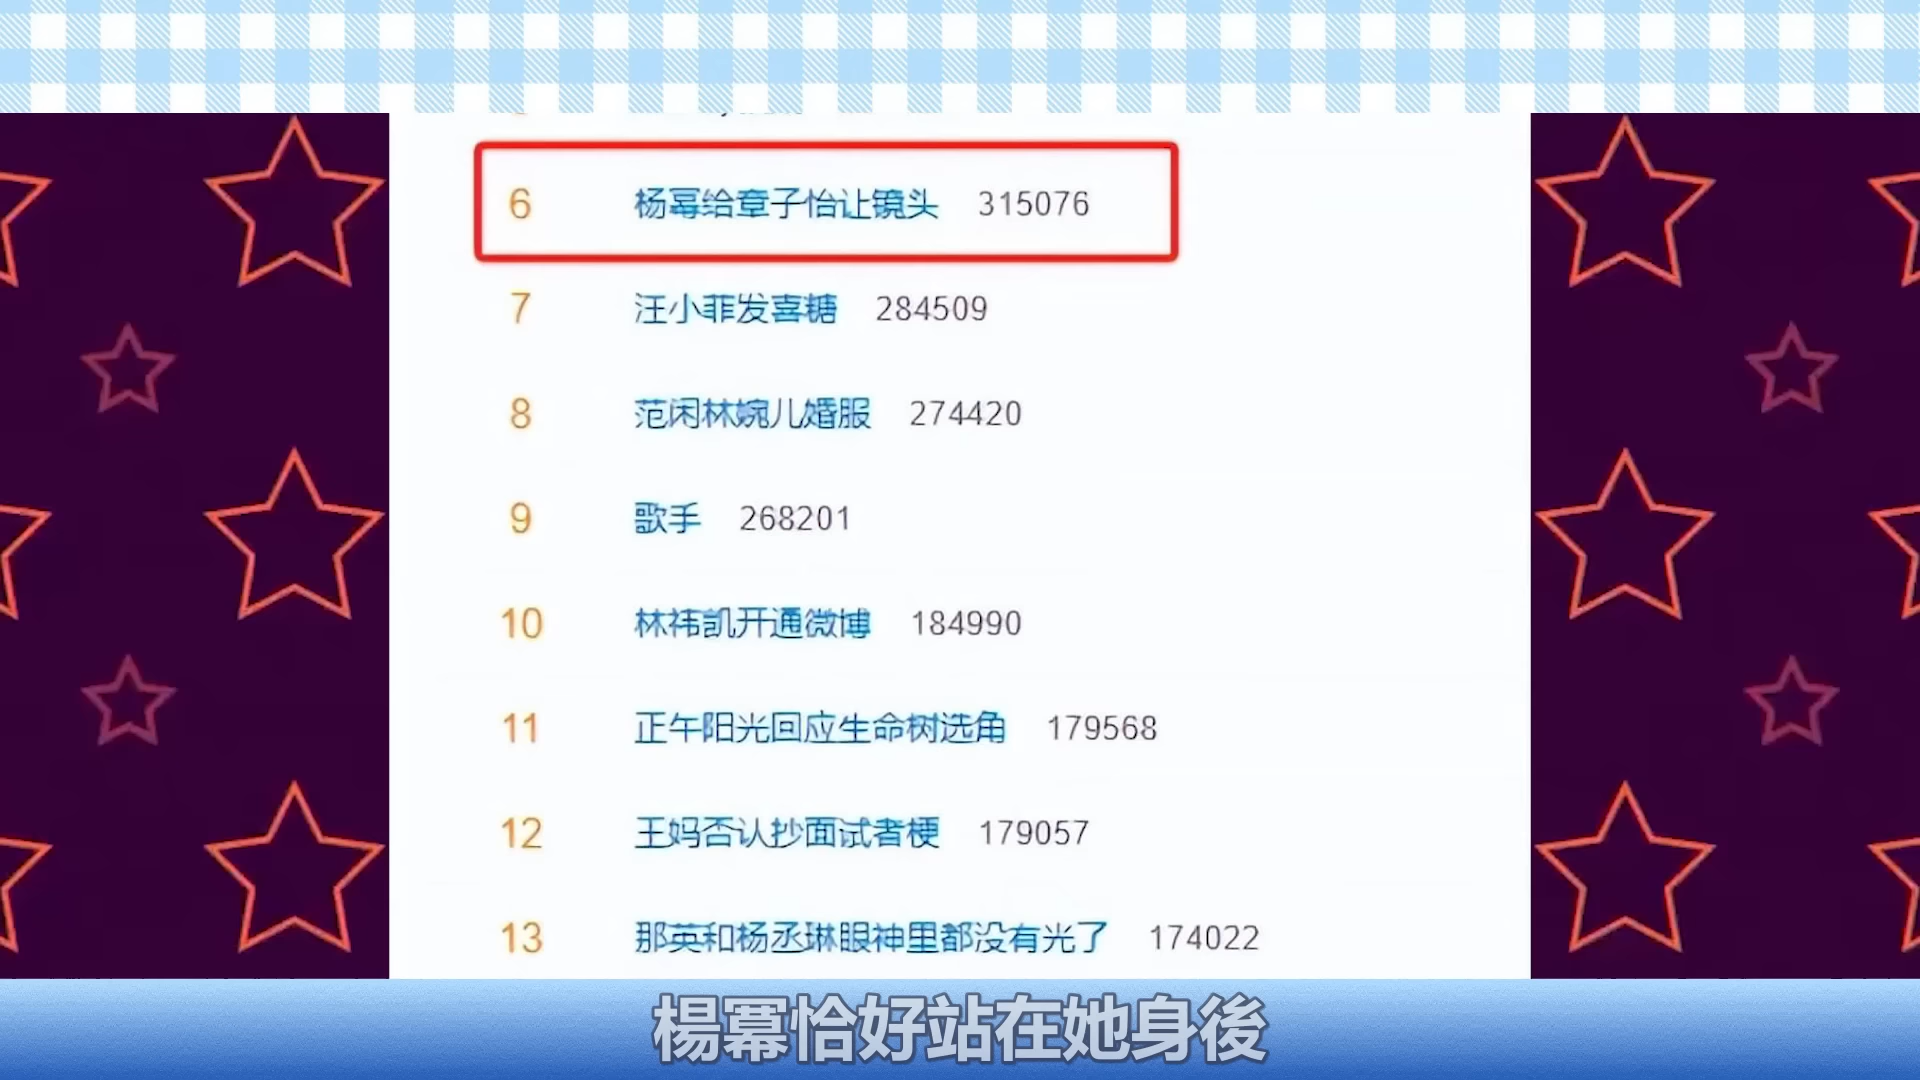 6 杨幂给章子怡让镜头 315076
7 汪小菲发喜糖 284509
8 范闲林婉儿婚服 274420
9 歌手 268201
10 林祎凯开通微博 184990
11 正午阳光回应生命树选角 179568
12 王妈否认抄面试者梗 179057
13 那英和杨丞琳眼神里都没有光了 174022
楊冪恰好站在她身後